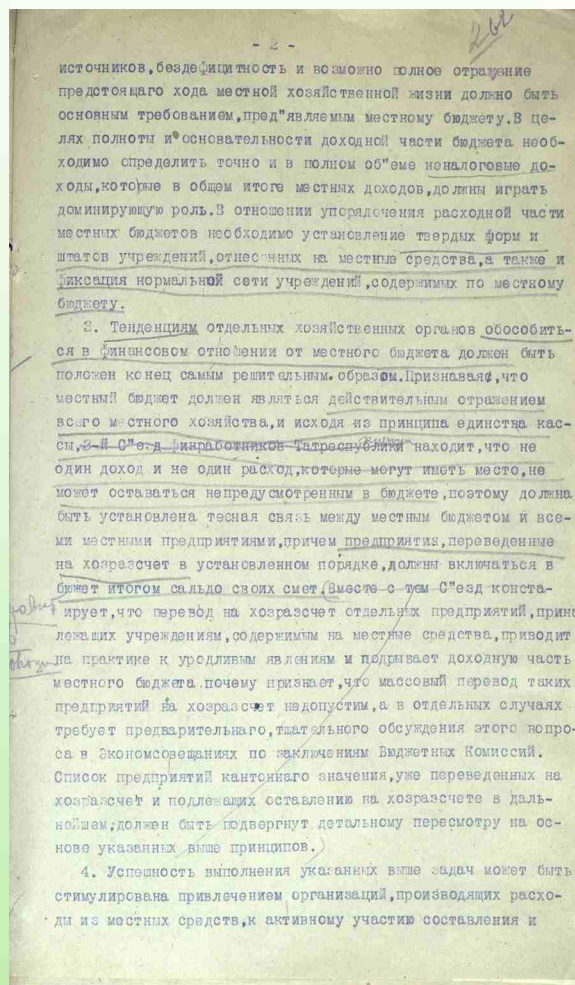 - 2 -
источников,бездефицитность и возможно полное отражение
предстоящаго хода местной хозяйственной жизни должно быть
основным требованием,пред"являемым местному бюджету.В це-
лях полноты и основательности доходной части бюджета необ-
ходимо определить точно и в полном об"еме неналоговые до-
ходы,которые в общем итоге местных доходов,должны играть
доминирующую роль.В отношении упорядочения расходной части
местных бюджетов необходимо установление твердых форм и
штатов учреждений,отнесенных на местные средства,а также и
фиксация нормальной сети учреждений,содержимых по местному
бюджету.
3. Тенденциям отдельных хозяйственных органов обособить-
ся в финансовом отношении от местного бюджета должен быть
положен конец самым решительным.образом.Признавая,что
местный бюджет должен являться действительным отражением
всего местного хозяйства,и исходя из принципа единства кас-
сы,3-й С"езд финработников Татреспублики находит,что не
один доход и не один расход,которые могут иметь место,не
может оставаться непредусмотренным в бюджете,поэтому должна
быть установлена тесная связь между местным бюджетом и все-
ми местными предприятиями,причем предприятия,переведенные
на хозрасчет в установленном порядке,должны включаться в
бюжет итогом сальдо своих смет.Вместе с тем С"езд конста-
тирует,что перевод на хозрасчет отдельных предприятий,прина
лежащих учреждениям,содержимым на местные средства,приводит
на практике к уродливым явлениям и подрывает доходную часть
местного бюджета.почему признает,что массовый перевод таких
предприятий на хозрасчет недопустим,а в отдельных случаях
требует предварительнаго,тщательного обсуждения этого вопро-
са в Экономсовещаниях по заключениям Бюджетных Комиссий.
Список предприятий кантоннаго значения,уже переведенных на
хозрасчет и подлежащих оставлению на хозрасчете в даль-
нейшем,должен быть подвергнут детальному пересмотру на ос-
нове указанных выше принципов.
4. Успешность выполнения указанных выше задач может быть
стимулирована привлечением организаций,производящих расхо-
ды из местных средств,к активному участию составления и